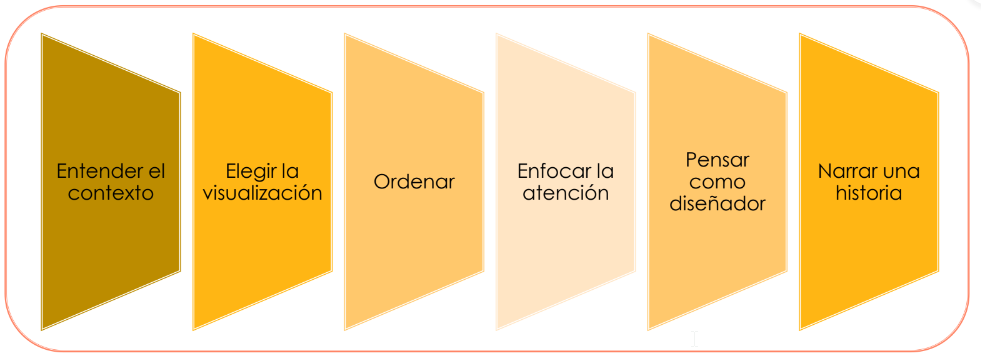 Entender el
contexto
Elegir la
visualización
Ordenar
Enfocar la
atención
Pensar
como
diseñador
Narrar una
historia